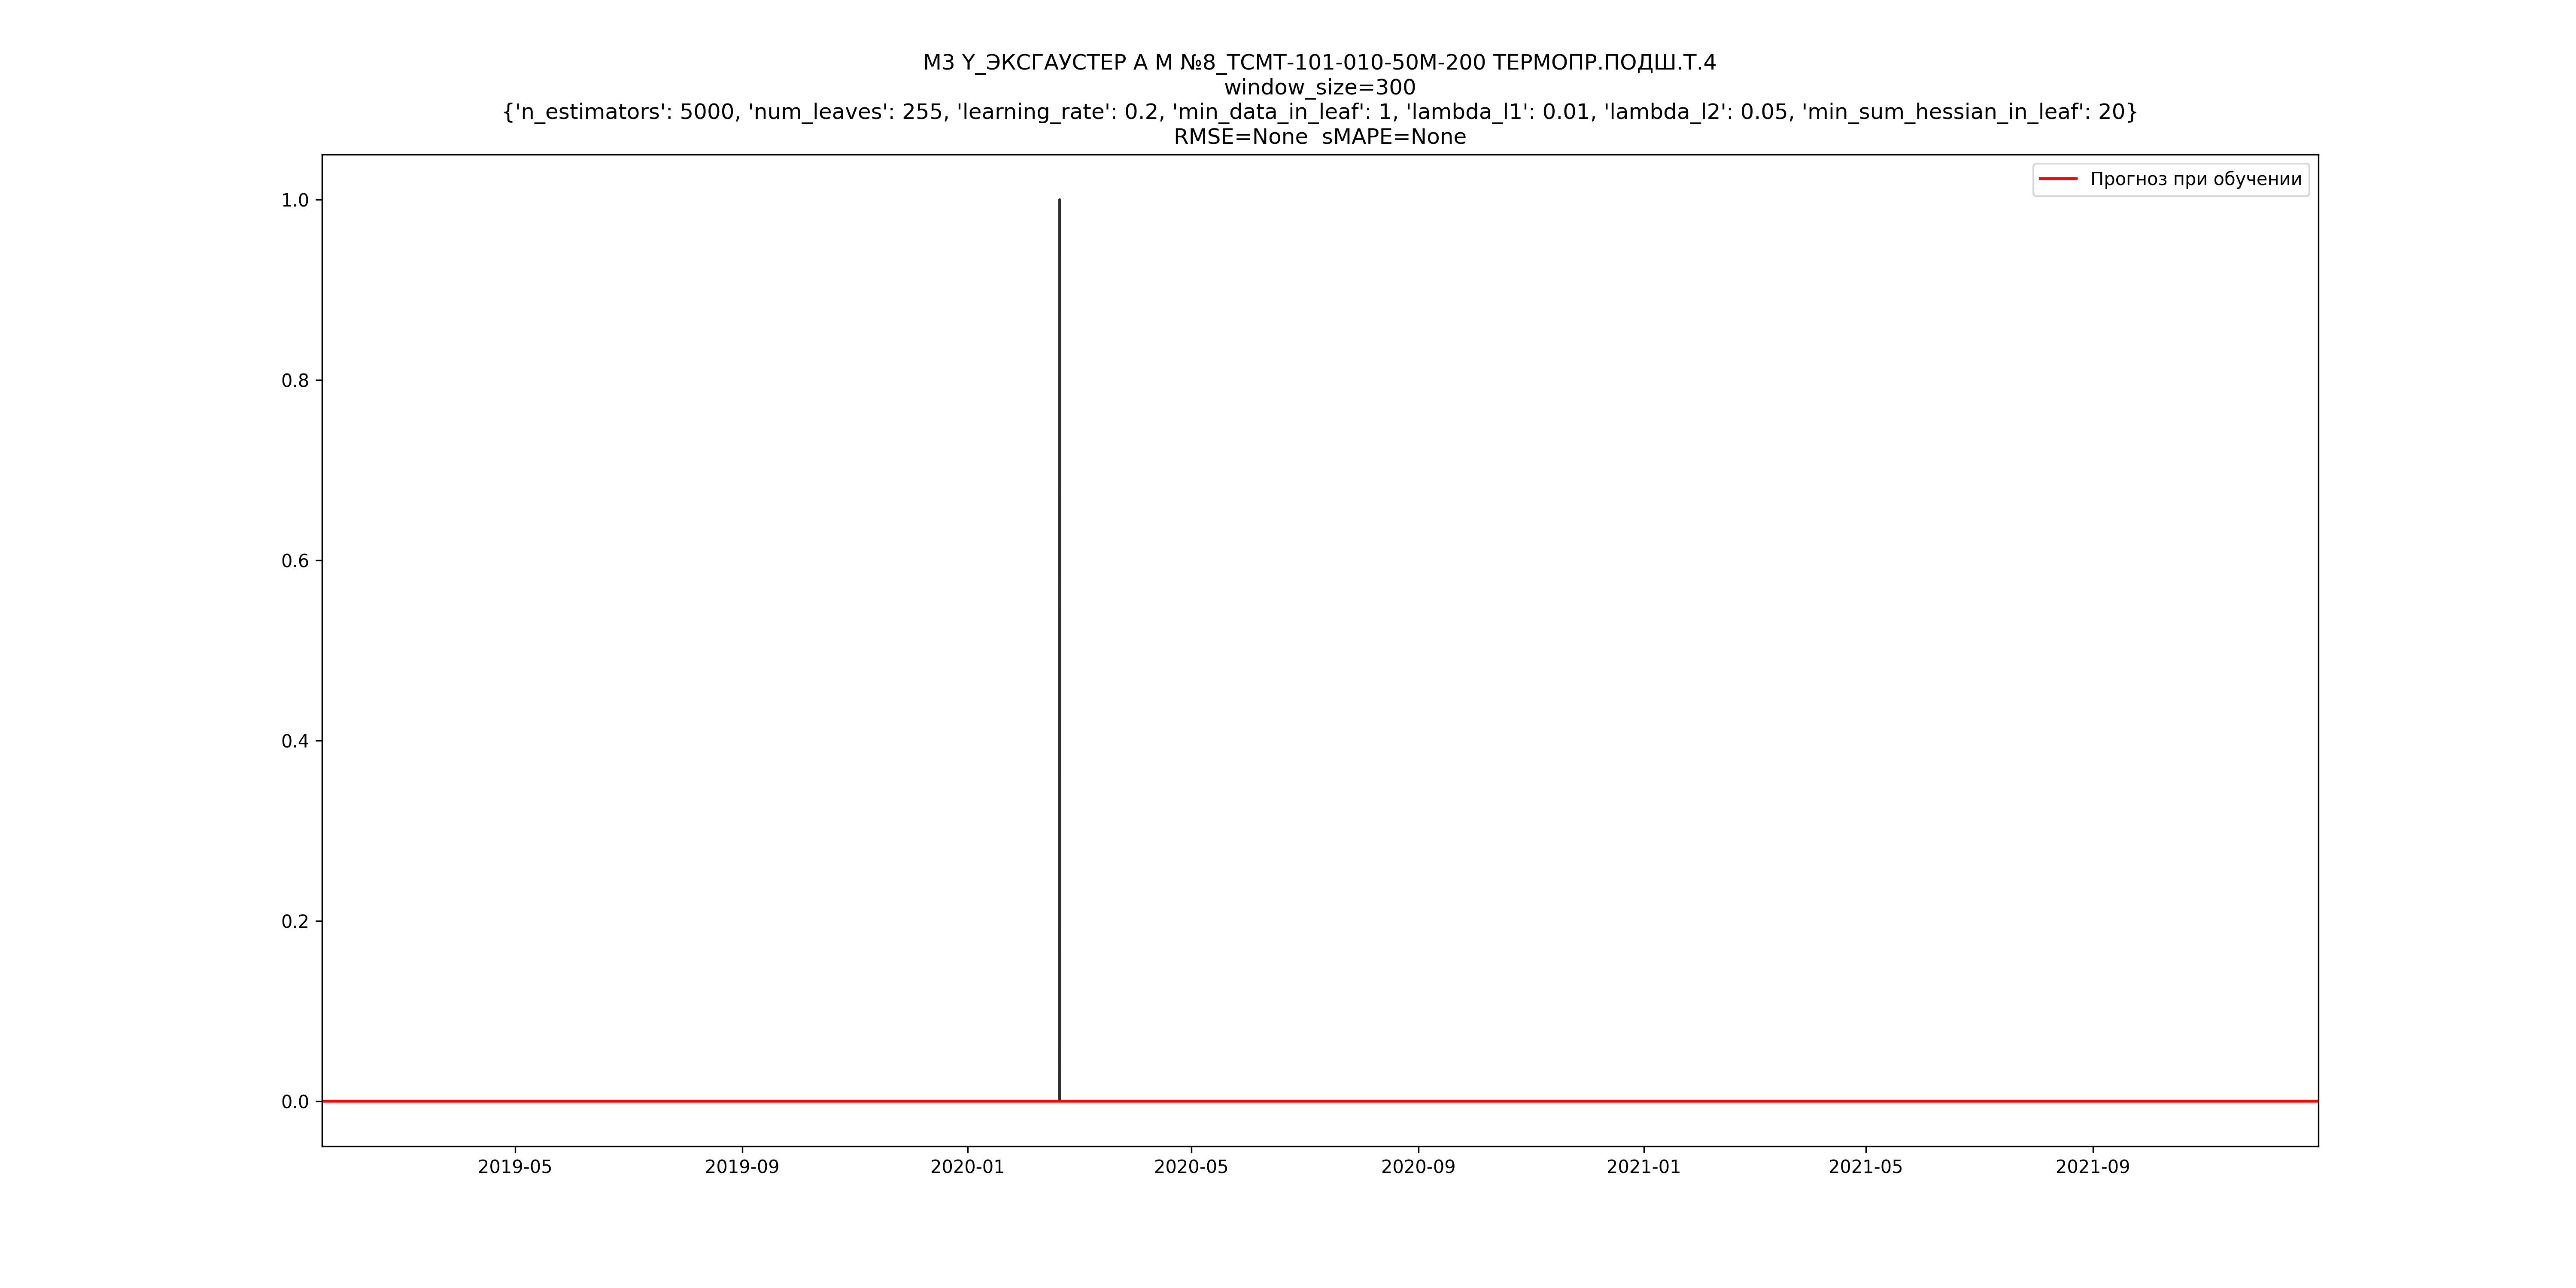 М3 Y_ЭКСГАУСТЕР А М №8_ТСМТ-101-010-50М-200 ТЕРМОПР.ПОДШ.Т.4
window_size=300
{'n_estimators': 5000, 'num_leaves': 255, 'learning_rate': 0.2, 'min_data_in_leaf': 1, 'lambda_l1': 0.01, 'lambda_l2': 0.05, 'min_sum_hessian_in_leaf': 20}
RMSE=None  sMAPE=None
Прогноз при обучении
1.0
0.8
0.6
0.4
0.2
0.0
2019-05
2019-09
2020-01
2020-05
2020-09
2021-01
2021-05
2021-09